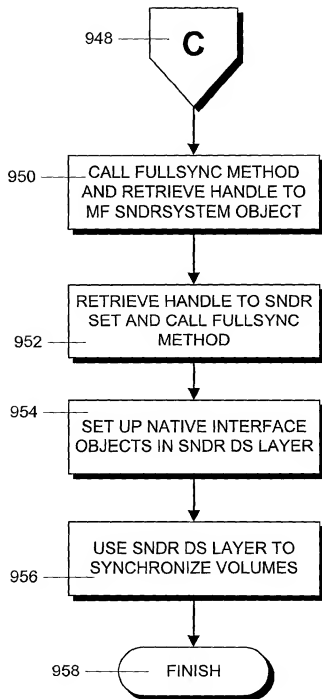 948
C
950
CALL FULLSYNC METHOD
AND RETRIEVE HANDLE TO
MF SNDRSYSTEM OBJECT
RETRIEVE HANDLE TO SNDR
SET AND CALL FULLSYNC
952
METHOD
954
SET UP NATIVE INTERFACE
OBJECTS IN SNDR DS LAYER
USE SNDR DS LAYER TO
SYNCHRONIZE VOLUMES
956
958
FINISH